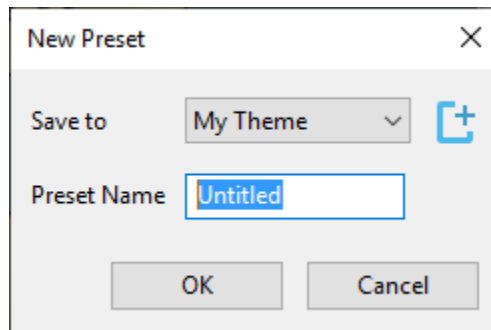 New Preset
Save to My Theme
Preset Name Untitled
OK Cancel